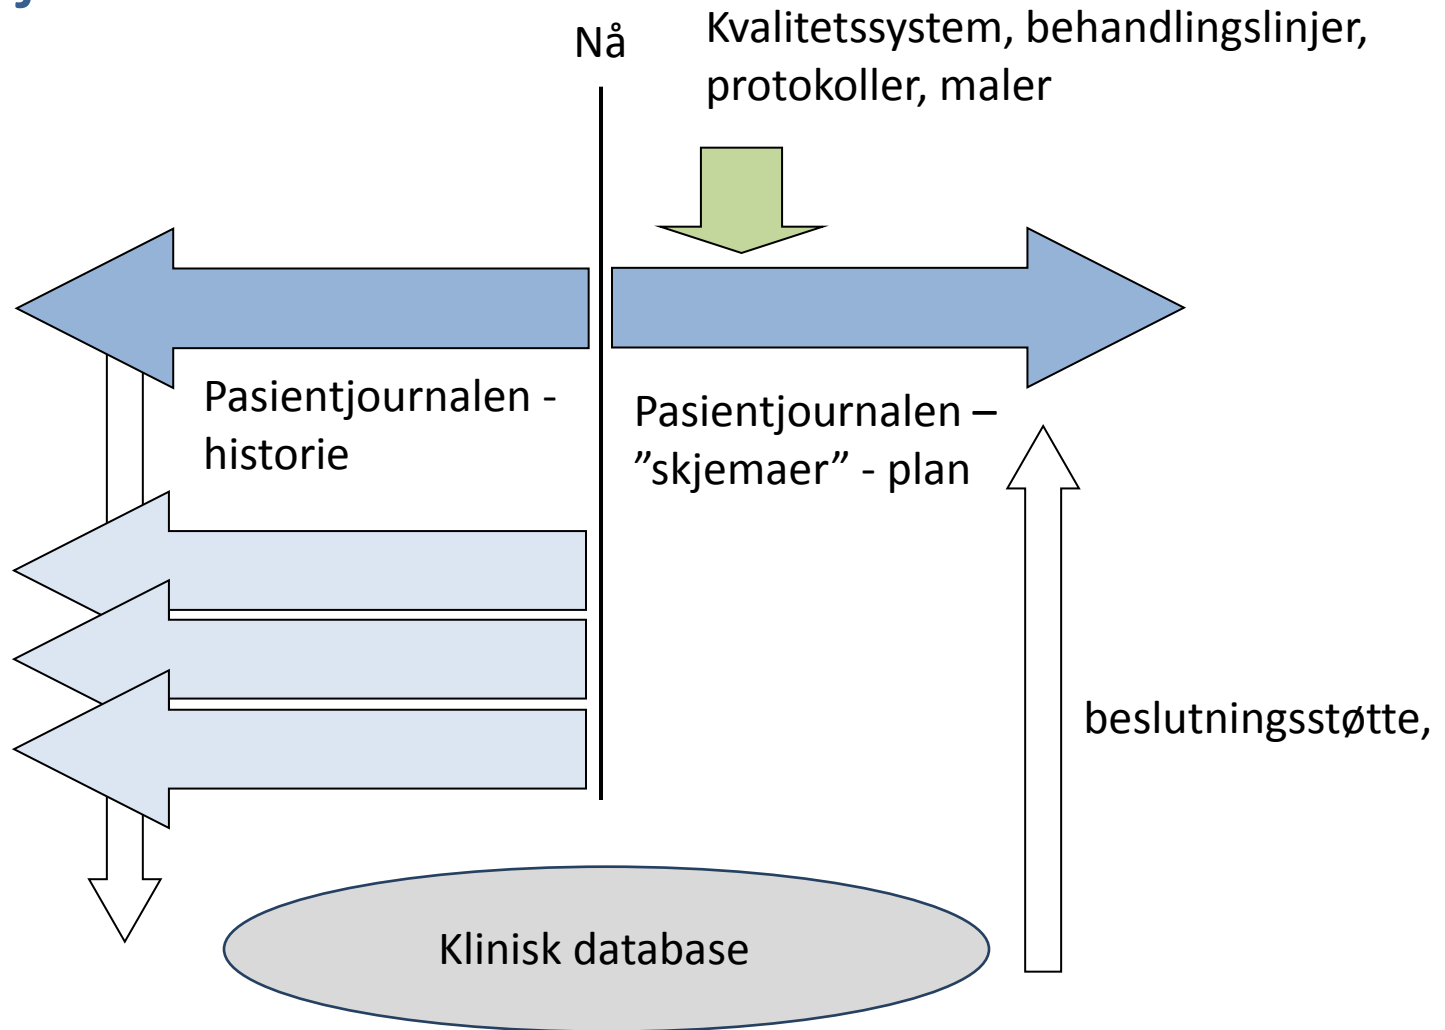 Nå
Kvalitetssystem, behandlingslinjer,
protokoller, maler
Pasientjournalen -
historie
Pasientjournalen –
”skjemaer” - plan
beslutningsstøtte,
Klinisk database